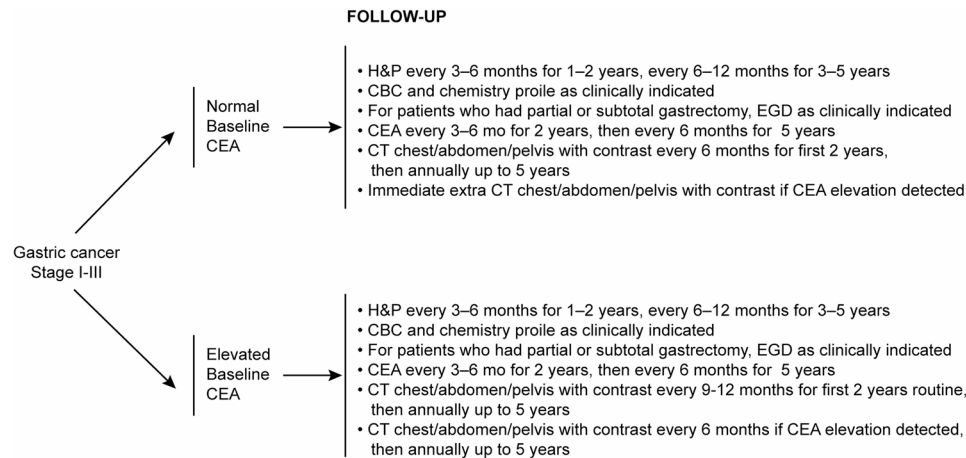 FOLLOW-UP
Gastric cancer
Stage I-III
Normal
Baseline
CEA
• H&P every 3–6 months for 1–2 years, every 6–12 months for 3–5 years
• CBC and chemistry proile as clinically indicated
• For patients who had partial or subtotal gastrectomy, EGD as clinically indicated
• CEA every 3–6 mo for 2 years, then every 6 months for 5 years
• CT chest/abdomen/pelvis with contrast every 6 months for first 2 years,
then annually up to 5 years
• Immediate extra CT chest/abdomen/pelvis with contrast if CEA elevation detected
Elevated
Baseline
CEA
• H&P every 3–6 months for 1–2 years, every 6–12 months for 3–5 years
• CBC and chemistry proile as clinically indicated
• For patients who had partial or subtotal gastrectomy, EGD as clinically indicated
• CEA every 3–6 mo for 2 years, then every 6 months for 5 years
• CT chest/abdomen/pelvis with contrast every 9-12 months for first 2 years routine,
then annually up to 5 years
• CT chest/abdomen/pelvis with contrast every 6 months if CEA elevation detected,
then annually up to 5 years